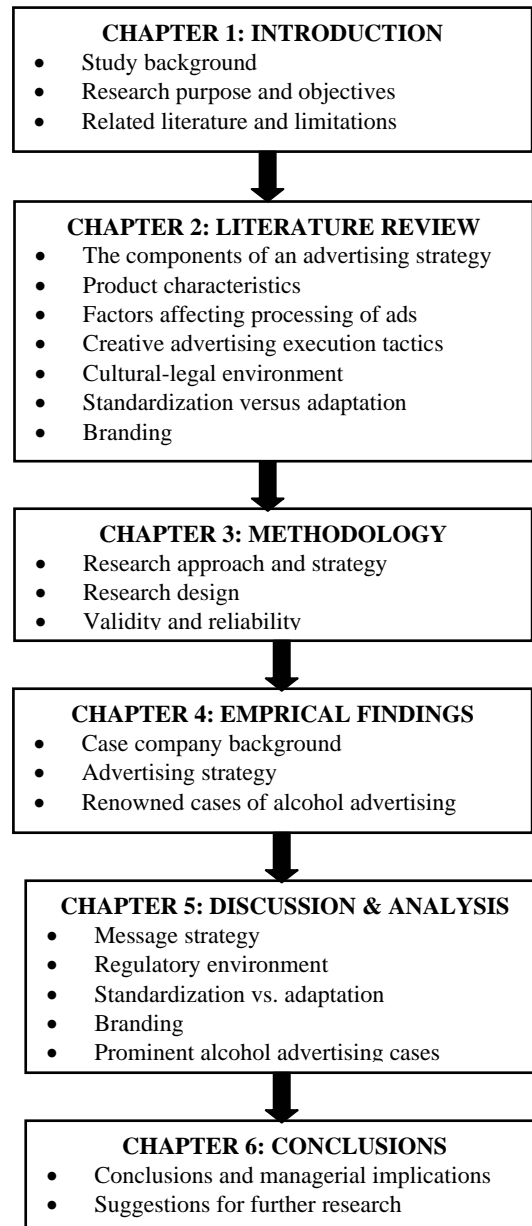 CHAPTER 1: INTRODUCTION
• Study background
• Research purpose and objectives
• Related literature and limitations
CHAPTER 2: LITERATURE REVIEW
• The components of an advertising strategy
• Product characteristics
• Factors affecting processing of ads
• Creative advertising execution tactics
• Cultural-legal environment
• Standardization versus adaptation
• Branding
CHAPTER 3: METHODOLOGY
• Research approach and strategy
• Research design
• Validity and reliability
CHAPTER 4: EMPRICAL FINDINGS
• Case company background
• Advertising strategy
• Renowned cases of alcohol advertising
CHAPTER 5: DISCUSSION & ANALYSIS
• Message strategy
• Regulatory environment
• Standardization vs. adaptation
• Branding
• Prominent alcohol advertising cases
CHAPTER 6: CONCLUSIONS
• Conclusions and managerial implications
• Suggestions for further research